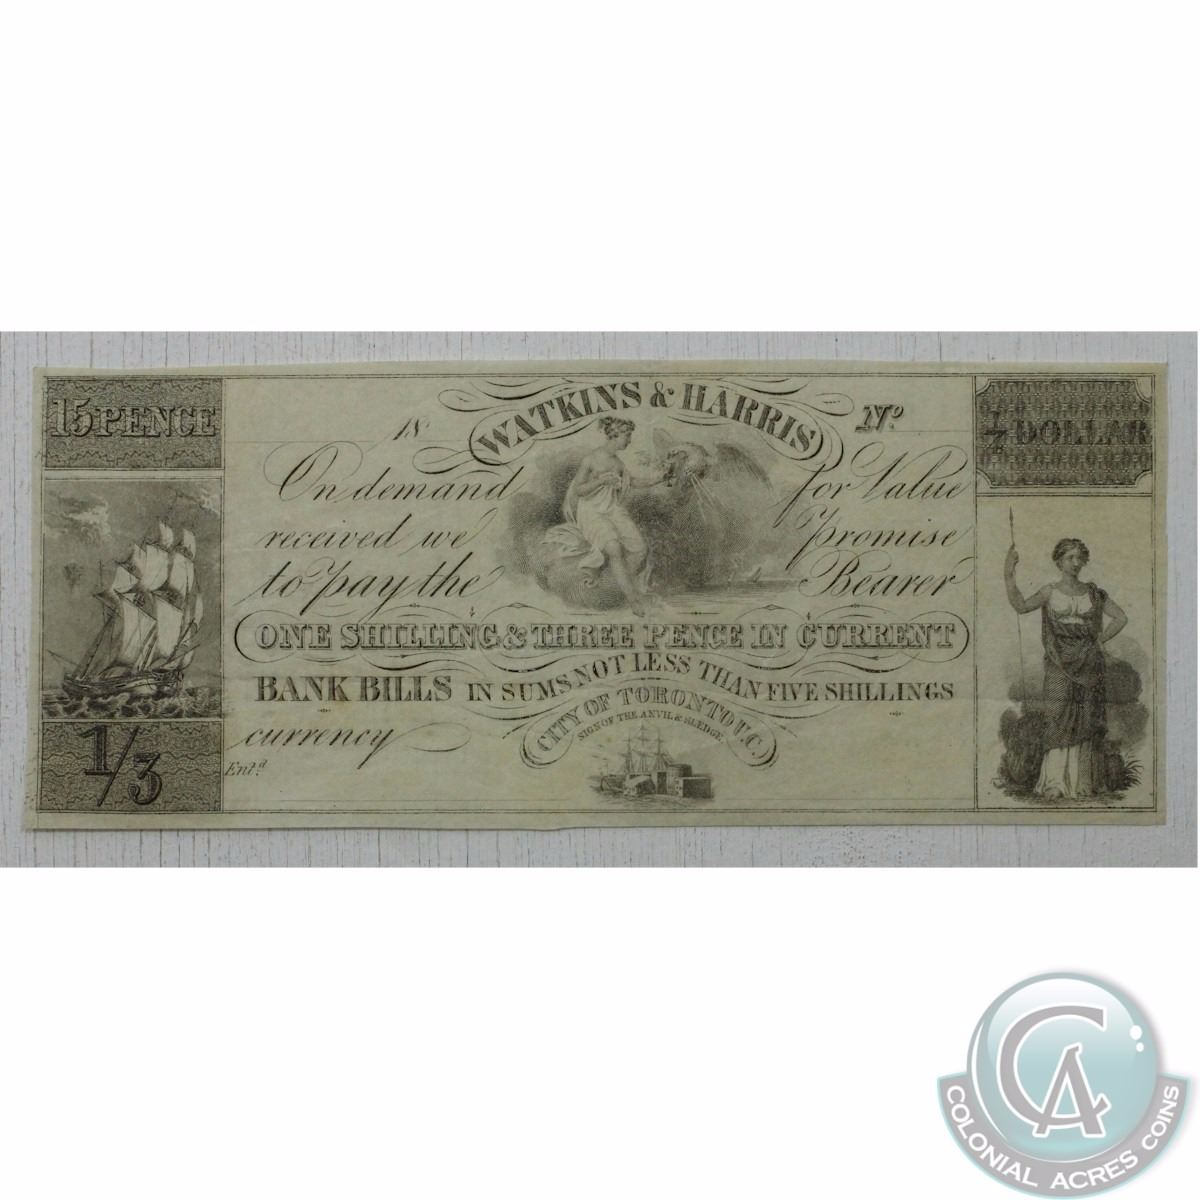 WATKINS & HARRIS
15 PENCE
18
No.
1/4 DOLLAR
On demand for Value
received we Promise
to pay the Bearer
ONE SHILLING & THREE PENCE IN CURRENT
BANK BILLS IN SUMS NOT LESS THAN FIVE SHILLINGS
currency
CITY OF TORONTO U.C.
SIGN OF THE ANVIL & SLEDGE.
1/3
Entd.
CA
COLONIAL ACRES COINS